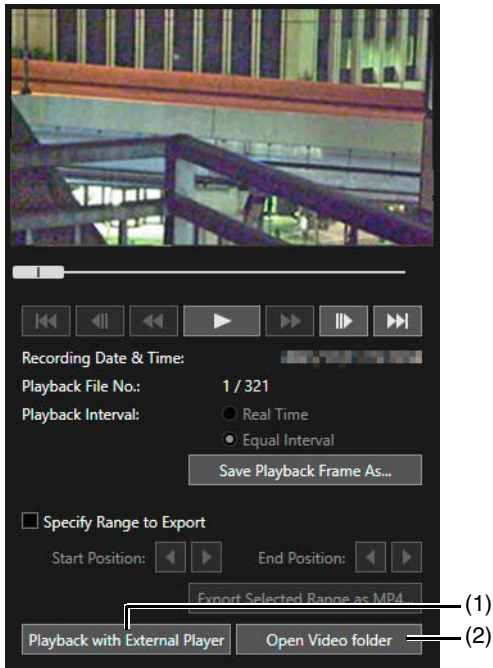 Recording Date & Time:
Playback File No.: 1 / 321
Playback Interval: Real Time
Equal Interval
Save Playback Frame As...
Specify Range to Export
Start Position: End Position:
Export Selected Range as MP4...
(1)
Playback with External Player Open Video folder (2)